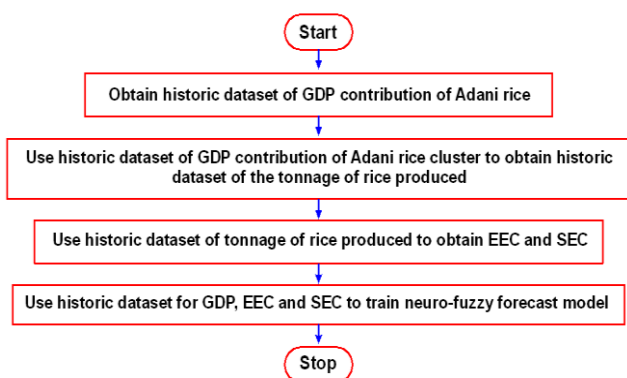 Start
Obtain historic dataset of GDP contribution of Adani rice
Use historic dataset of GDP contribution of Adani rice cluster to obtain historic
dataset of the tonnage of rice produced
Use historic dataset of tonnage of rice produced to obtain EEC and SEC
Use historic dataset for GDP, EEC and SEC to train neuro-fuzzy forecast model
Stop